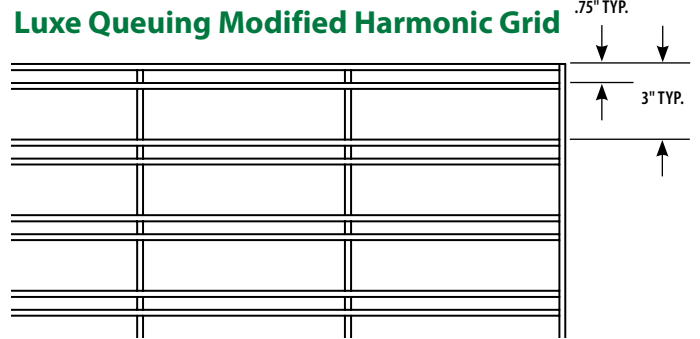 Luxe Queuing Modified Harmonic Grid
.75" TYP.
3" TYP.